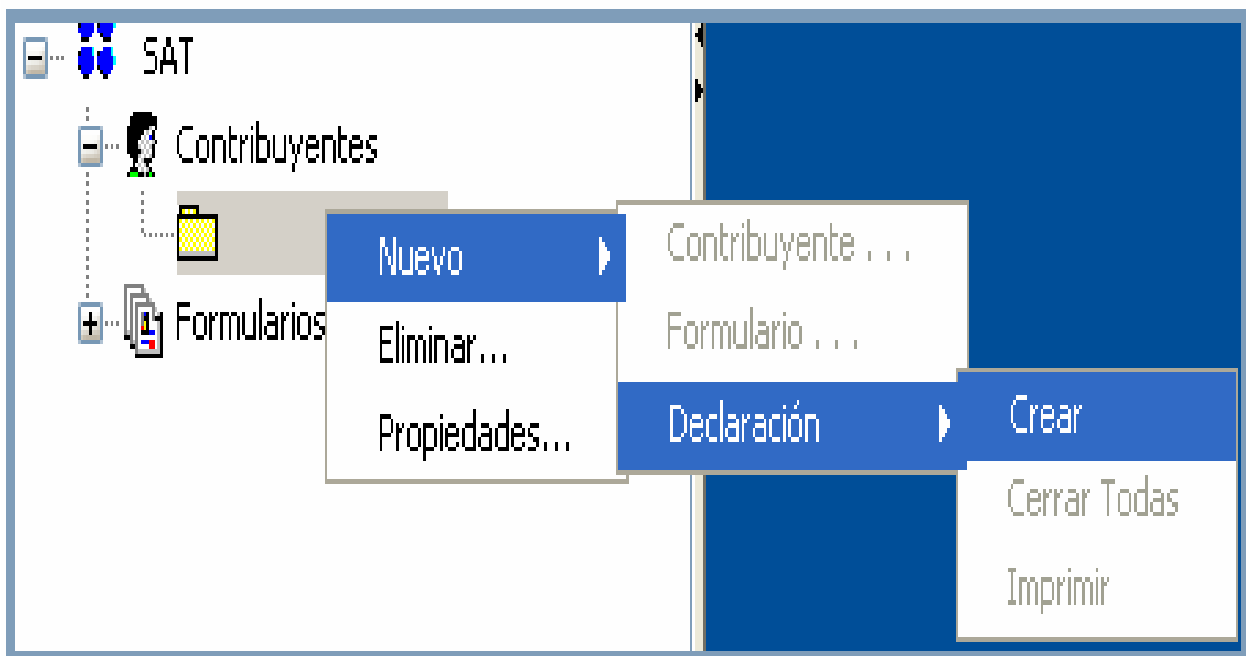 SAT
Contribuyentes
Formularios
Nuevo
Eliminar...
Propiedades...
Contribuyente . . .
Formulario . . .
Declaración
Crear
Cerrar Todas
Imprimir